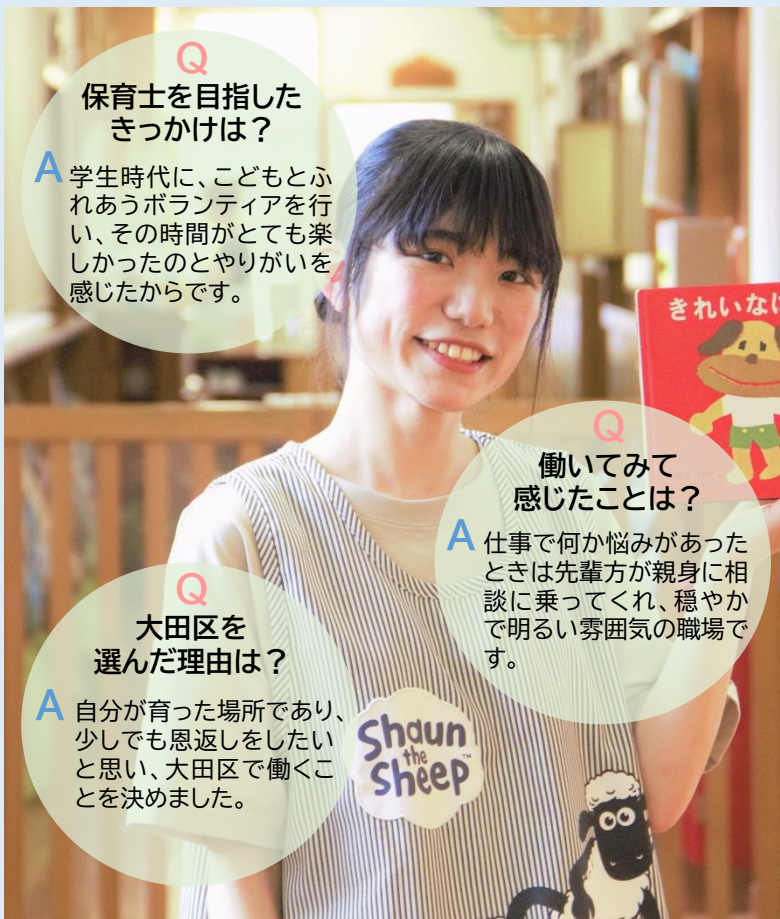 Q
保育士を目指した
きっかけは？
A
学生時代に、こどもとふ
れあうボランティアを行
い、その時間がとても楽
しかったのとやりがいを
感じたからです。
きれいな
Q
働いてみて
感じたことは？
A
仕事で何か悩みがあった
ときは先輩方が親身に相
談に乗ってくれ、穏やか
で明るい雰囲気の職場で
す。
Q
大田区を
選んだ理由は？
A
自分が育った場所であり、
少しでも恩返しをしたい
と思い、大田区で働くこ
とを決めました。
Shaun
the
Sheep™